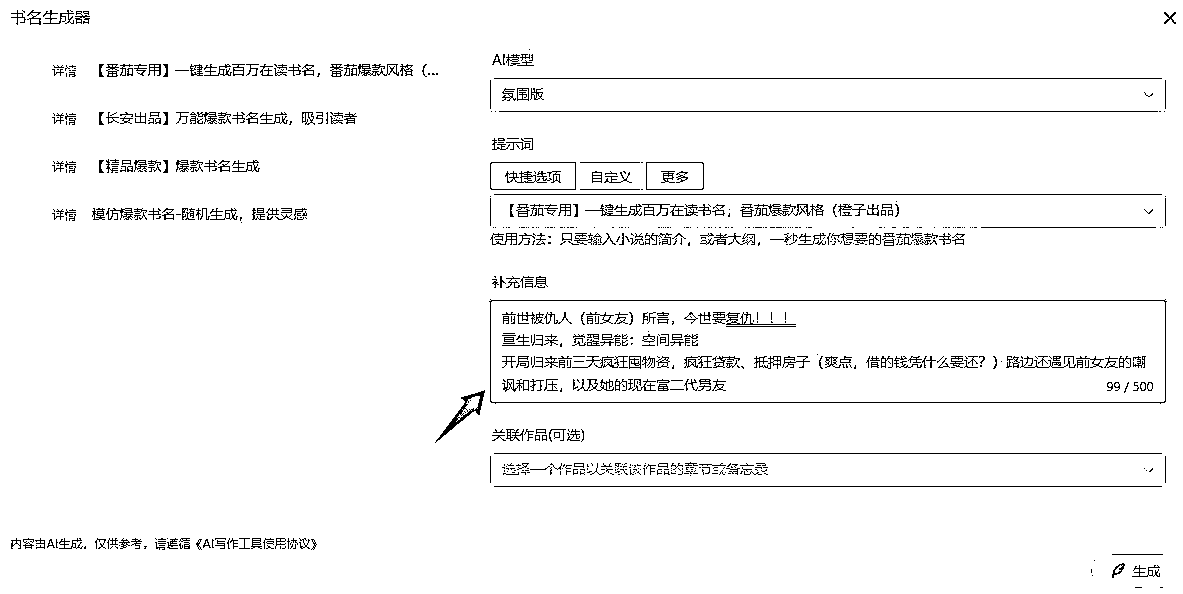 书名生成器
详情 【番茄专用】一键生成百万在读书名，番茄爆款风格（...
详情 【长安出品】万能爆款书名生成，吸引读者
详情 【精品爆款】爆款书名生成
详情 模仿爆款书名-随机生成，提供灵感
AI模型
氛围版
提示词
快捷选项 自定义 更多
【番茄专用】一键生成百万在读书名，番茄爆款风格（橙子出品）
使用方法：只要输入小说的简介，或者大纲，一秒生成你想要的番茄爆款书名
补充信息
前世被仇人（前女友）所害，今世要复仇！！！
重生归来，觉醒异能：空间异能
开局归来前三天疯狂囤物资，疯狂贷款、抵押房子（爽点，借的钱凭什么要还？）路边还遇见前女友的嘲
讽和打压，以及她的现在富二代男友
99 / 500
关联作品(可选)
选择一个作品以关联该作品的章节或备忘录
内容由AI生成，仅供参考，请遵循《AI写作工具使用协议》
生成